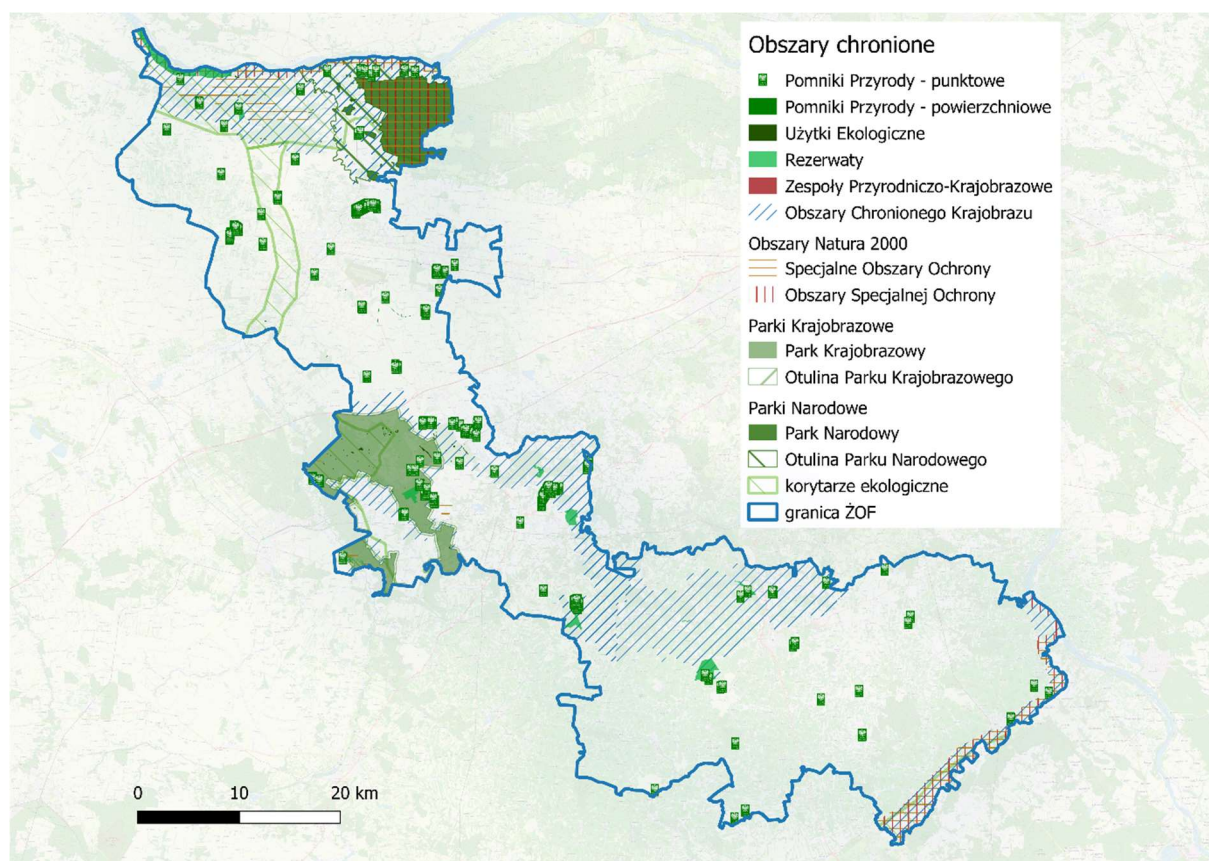 Obszary chronione
Pomniki Przyrody - punktowe
Pomniki Przyrody - powierzchniowe
Użytki Ekologiczne
Rezerwaty
Zespoły Przyrodniczo-Krajobrazowe
Obszary Chronionego Krajobrazu
Obszary Natura 2000
Specjalne Obszary Ochrony
Obszary Specjalnej Ochrony
Parki Krajobrazowe
Park Krajobrazowy
Otulina Parku Krajobrazowego
Parki Narodowe
Park Narodowy
Otulina Parku Narodowego
korytarze ekologiczne
granica ŻOF
0 10 20 km